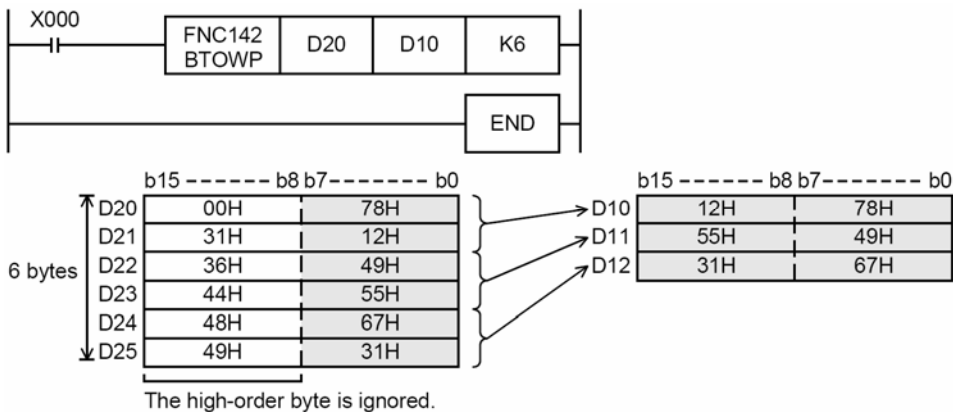 X000
FNC142 BTOWP D20 D10 K6
END
b15 ------- b8 b7--------- b0
D20 00H 78H
D21 31H 12H
D22 36H 49H
D23 44H 55H
D24 48H 67H
D25 49H 31H
6 bytes
The high-order byte is ignored.
b15 ------- b8 b7--------- b0
D10 12H 78H
D11 55H 49H
D12 31H 67H